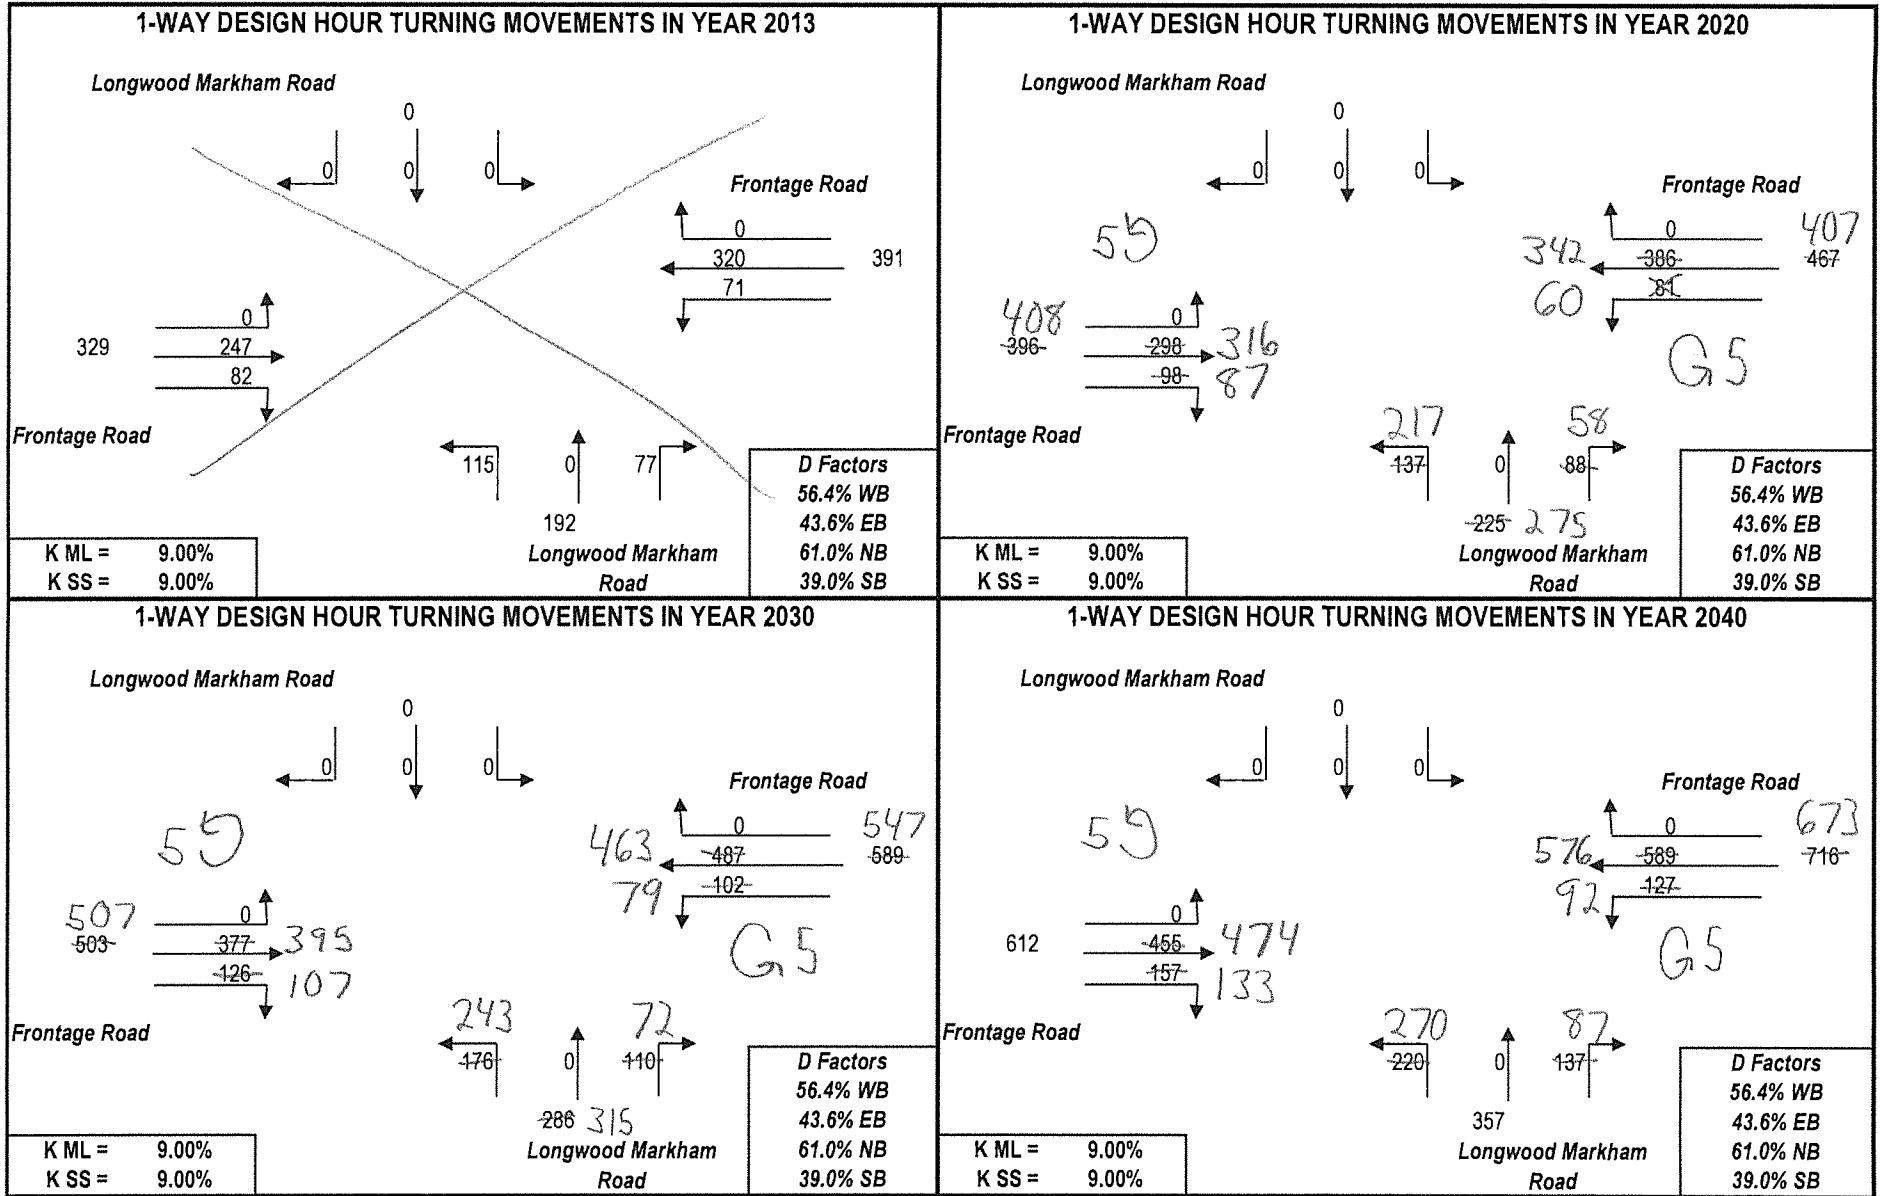 1-WAY DESIGN HOUR TURNING MOVEMENTS IN YEAR 2013
Longwood Markham Road
0
0 0 0
Frontage Road
0
320 391
71
0
329 247
82
Frontage Road
115 0 77
192
Longwood Markham
Road
K ML = 9.00%
K SS = 9.00%
D Factors
56.4% WB
43.6% EB
61.0% NB
39.0% SB
1-WAY DESIGN HOUR TURNING MOVEMENTS IN YEAR 2020
Longwood Markham Road
0
0 0 0
Frontage Road
0 407
342 386 467
60 81
5
G5
408 0
396 298 316
98 87
Frontage Road
217 58
137 0 88
225 275
Longwood Markham
Road
K ML = 9.00%
K SS = 9.00%
D Factors
56.4% WB
43.6% EB
61.0% NB
39.0% SB
1-WAY DESIGN HOUR TURNING MOVEMENTS IN YEAR 2030
Longwood Markham Road
0
0 0 0
Frontage Road
0 547
463 487 589
79 102
5
G5
507 0
503 377 395
126 107
Frontage Road
243 72
176 0 110
286 315
Longwood Markham
Road
K ML = 9.00%
K SS = 9.00%
D Factors
56.4% WB
43.6% EB
61.0% NB
39.0% SB
1-WAY DESIGN HOUR TURNING MOVEMENTS IN YEAR 2040
Longwood Markham Road
0
0 0 0
Frontage Road
0 673
576 589 716
92 127
5
G5
0
612 455 474
157 133
Frontage Road
270 87
220 0 137
357
Longwood Markham
Road
K ML = 9.00%
K SS = 9.00%
D Factors
56.4% WB
43.6% EB
61.0% NB
39.0% SB